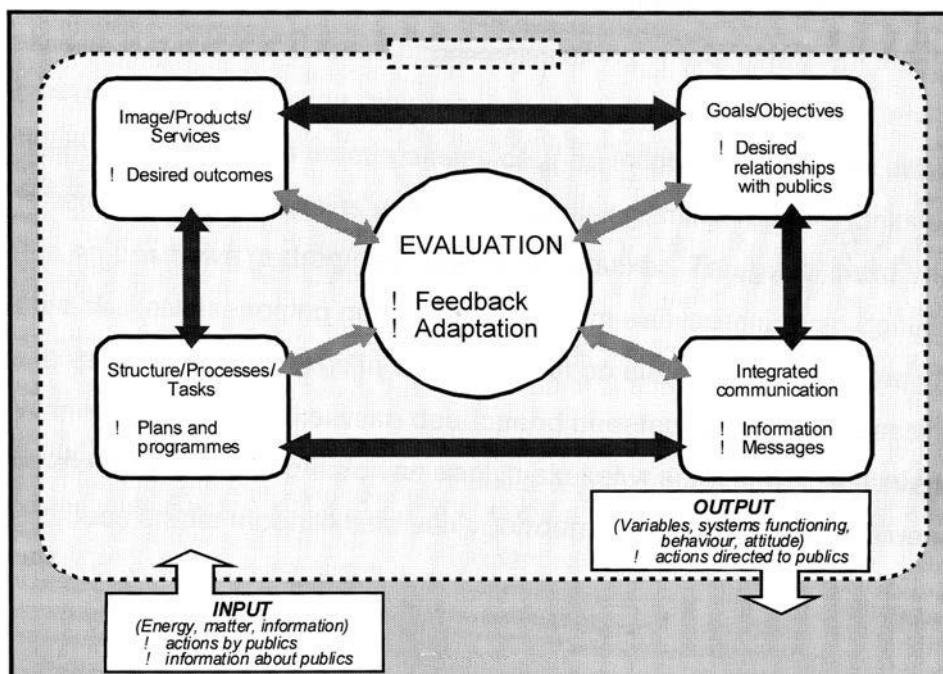 Image/Products/
Services
! Desired outcomes
Goals/Objectives
! Desired
relationships
with publics
EVALUATION
! Feedback
! Adaptation
Structure/Processes/
Tasks
! Plans and
programmes
Integrated
communication
! Information
! Messages
OUTPUT
(Variables, systems functioning,
behaviour, attitude)
! actions directed to publics
INPUT
(Energy, matter, information)
! actions by publics
! information about publics